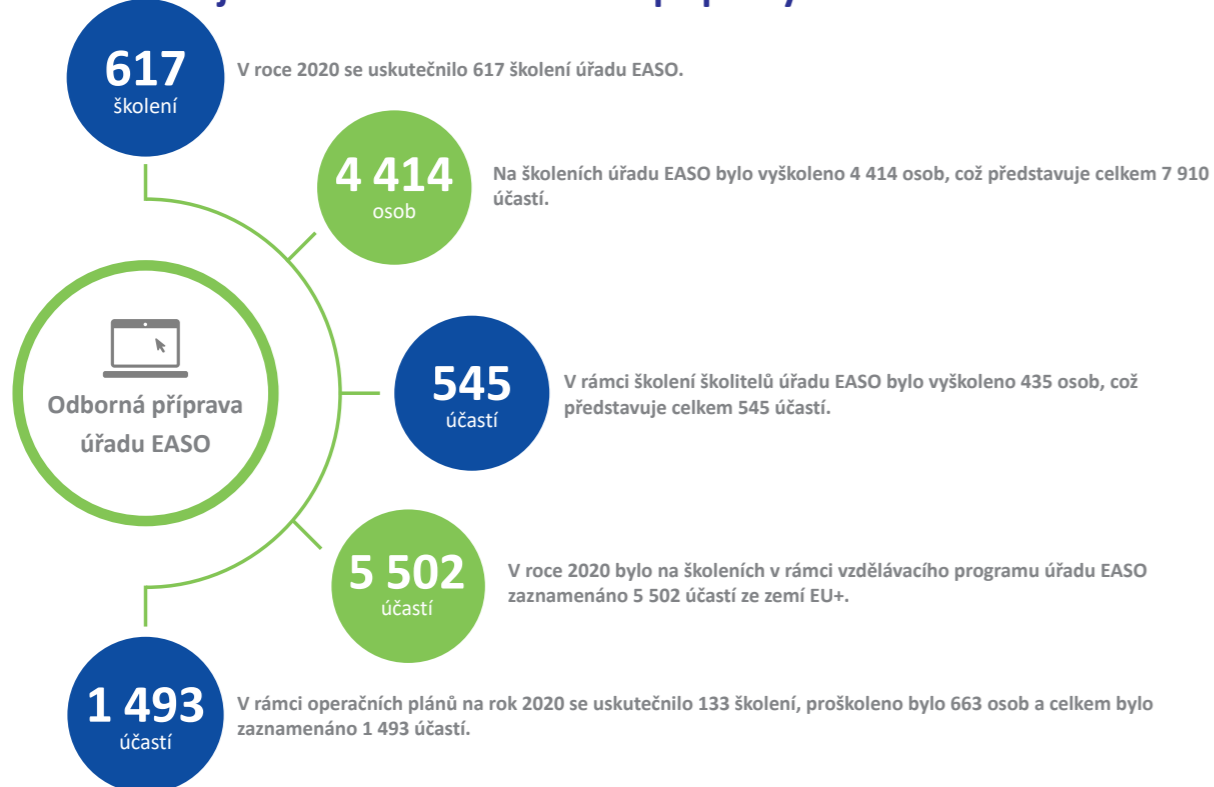 617
školení
V roce 2020 se uskutečnilo 617 školení úřadu EASO.
4 414
osob
Na školeních úřadu EASO bylo vyškoleno 4 414 osob, což představuje celkem 7 910
účastí.
Odborná příprava
úřadu EASO
545
účastí
V rámci školení školitelů úřadu EASO bylo vyškoleno 435 osob, což
představuje celkem 545 účastí.
5 502
účastí
V roce 2020 bylo na školeních v rámci vzdělávacího programu úřadu EASO
zaznamenáno 5 502 účastí ze zemí EU+.
1 493
účastí
V rámci operačních plánů na rok 2020 se uskutečnilo 133 školení, proškoleno bylo 663 osob a celkem bylo
zaznamenáno 1 493 účastí.